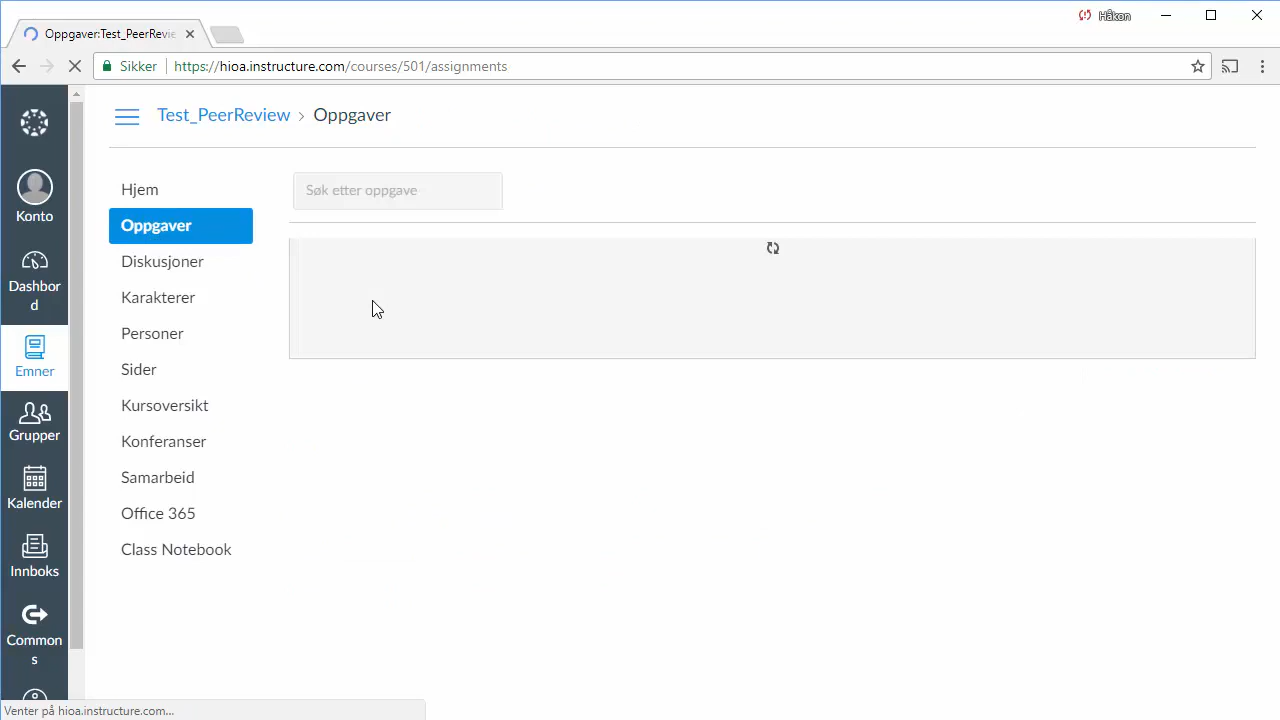 Håkon
Oppgaver:Test_PeerRevie
Sikker
https://hioa.instructure.com/courses/501/assignments
Test_PeerReview › Oppgaver
Konto
Dashbor
d
Emner
Grupper
Kalender
Innboks
Common
s
Hjem
Oppgaver
Diskusjoner
Karakterer
Personer
Sider
Kursoversikt
Konferanser
Samarbeid
Office 365
Class Notebook
Søk etter oppgave
Venter på hioa.instructure.com...